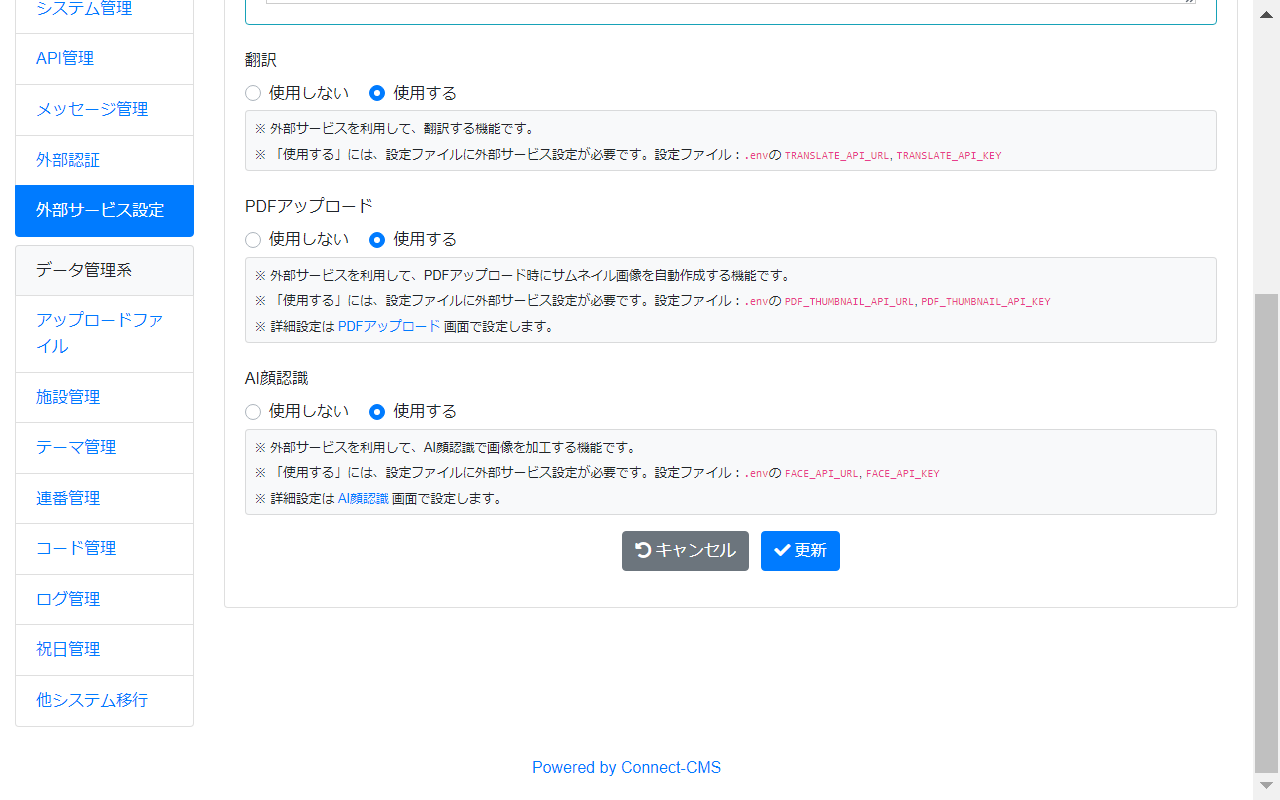 システム管理
API管理
メッセージ管理
外部認証
外部サービス設定
データ管理系
アップロードファ
イル
施設管理
テーマ管理
連番管理
コード管理
ログ管理
祝日管理
他システム移行
翻訳
使用しない 使用する
※ 外部サービスを利用して、翻訳する機能です。
※ 「使用する」には、設定ファイルに外部サービス設定が必要です。設定ファイル：.envの TRANSLATE_API_URL, TRANSLATE_API_KEY
PDFアップロード
使用しない 使用する
※ 外部サービスを利用して、PDFアップロード時にサムネイル画像を自動作成する機能です。
※ 「使用する」には、設定ファイルに外部サービス設定が必要です。設定ファイル：.envの PDF_THUMBNAIL_API_URL, PDF_THUMBNAIL_API_KEY
※ 詳細設定は PDFアップロード 画面で設定します。
AI顔認識
使用しない 使用する
※ 外部サービスを利用して、AI顔認識で画像を加工する機能です。
※ 「使用する」には、設定ファイルに外部サービス設定が必要です。設定ファイル：.envの FACE_API_URL, FACE_API_KEY
※ 詳細設定は AI顔認識 画面で設定します。
キャンセル 更新
Powered by Connect-CMS